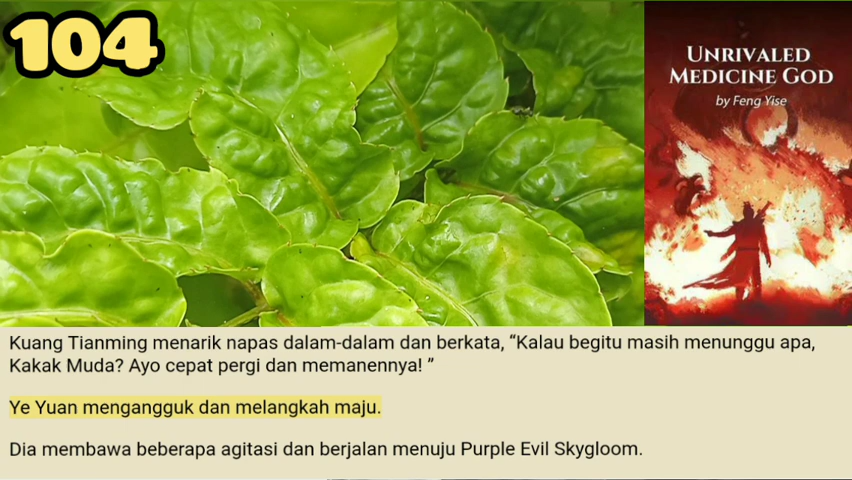 104
UNRIVALED
MEDICINE GOD
by Feng Yise
Kuang Tianming menarik napas dalam-dalam dan berkata, “Kalau begitu masih menunggu apa,
Kakak Muda? Ayo cepat pergi dan memanennya! ”
Ye Yuan mengangguk dan melangkah maju.
Dia membawa beberapa agitasi dan berjalan menuju Purple Evil Skygloom.